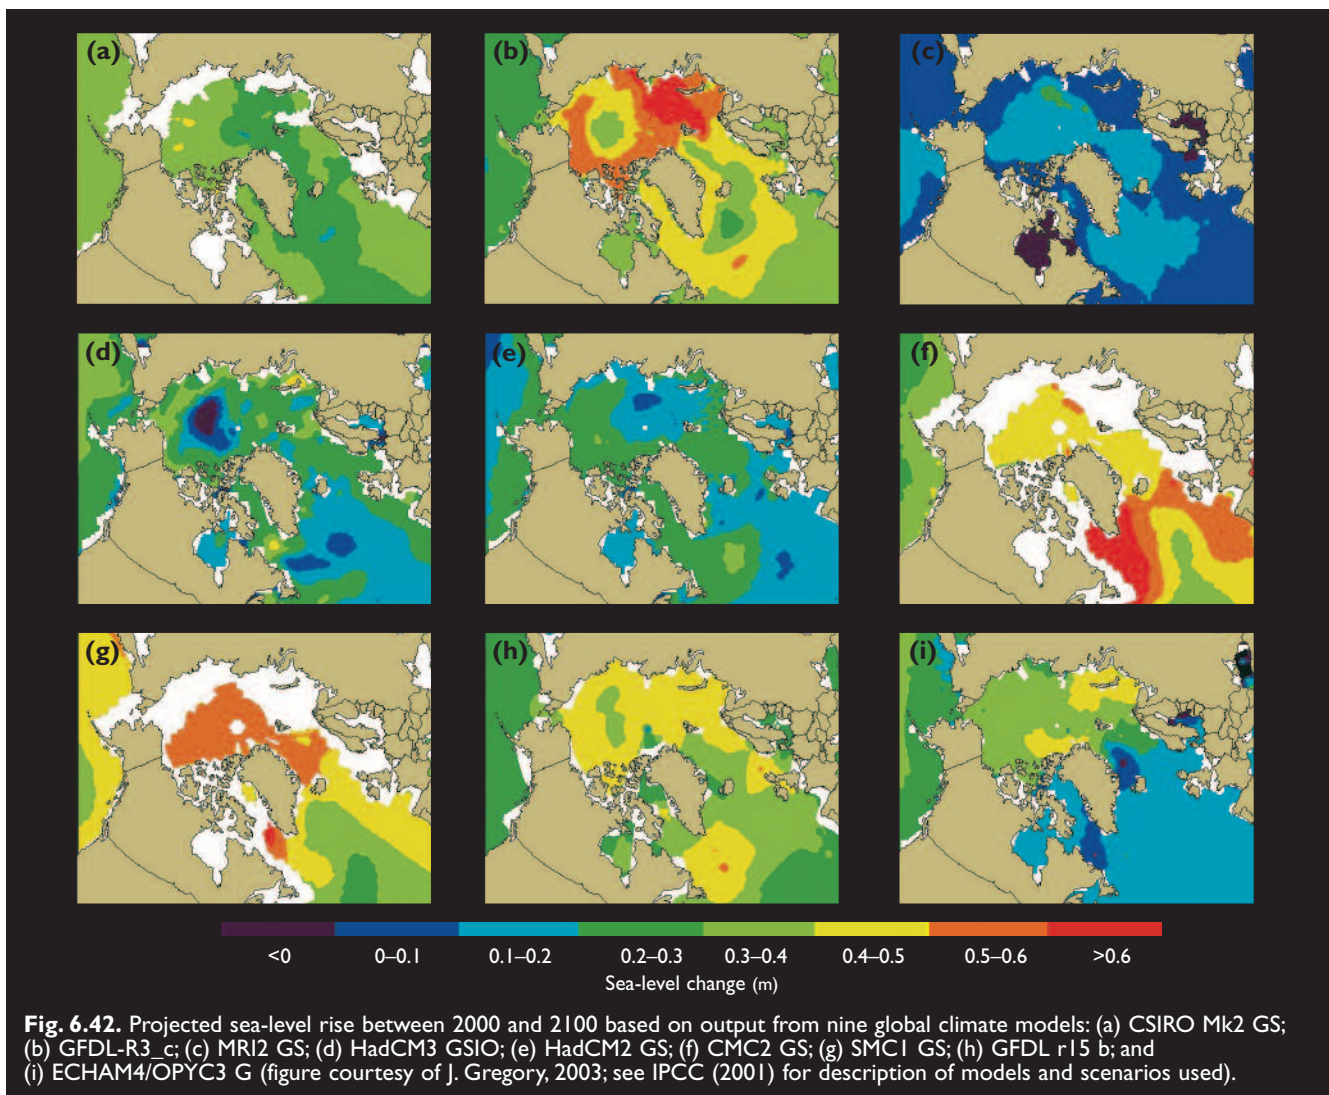 (a) (b) (c)
(d) (e) (f)
(g) (h) (i)
<0 0–0.1 0.1–0.2 0.2–0.3 0.3–0.4 0.4–0.5 0.5–0.6 >0.6
Sea-level change (m)
Fig. 6.42. Projected sea-level rise between 2000 and 2100 based on output from nine global climate models: (a) CSIRO Mk2 GS;
(b) GFDL-R3_c; (c) MRI2 GS; (d) HadCM3 GSIO; (e) HadCM2 GS; (f) CMC2 GS; (g) SMC1 GS; (h) GFDL r15 b; and
(i) ECHAM4/OPYC3 G (figure courtesy of J. Gregory, 2003; see IPCC (2001) for description of models and scenarios used).